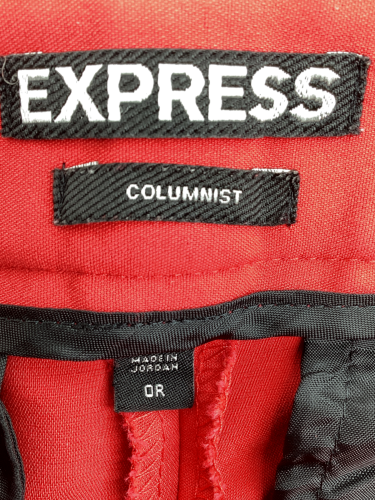 EXPRESS
COLUMNIST
MADE IN
JORDAN
0R